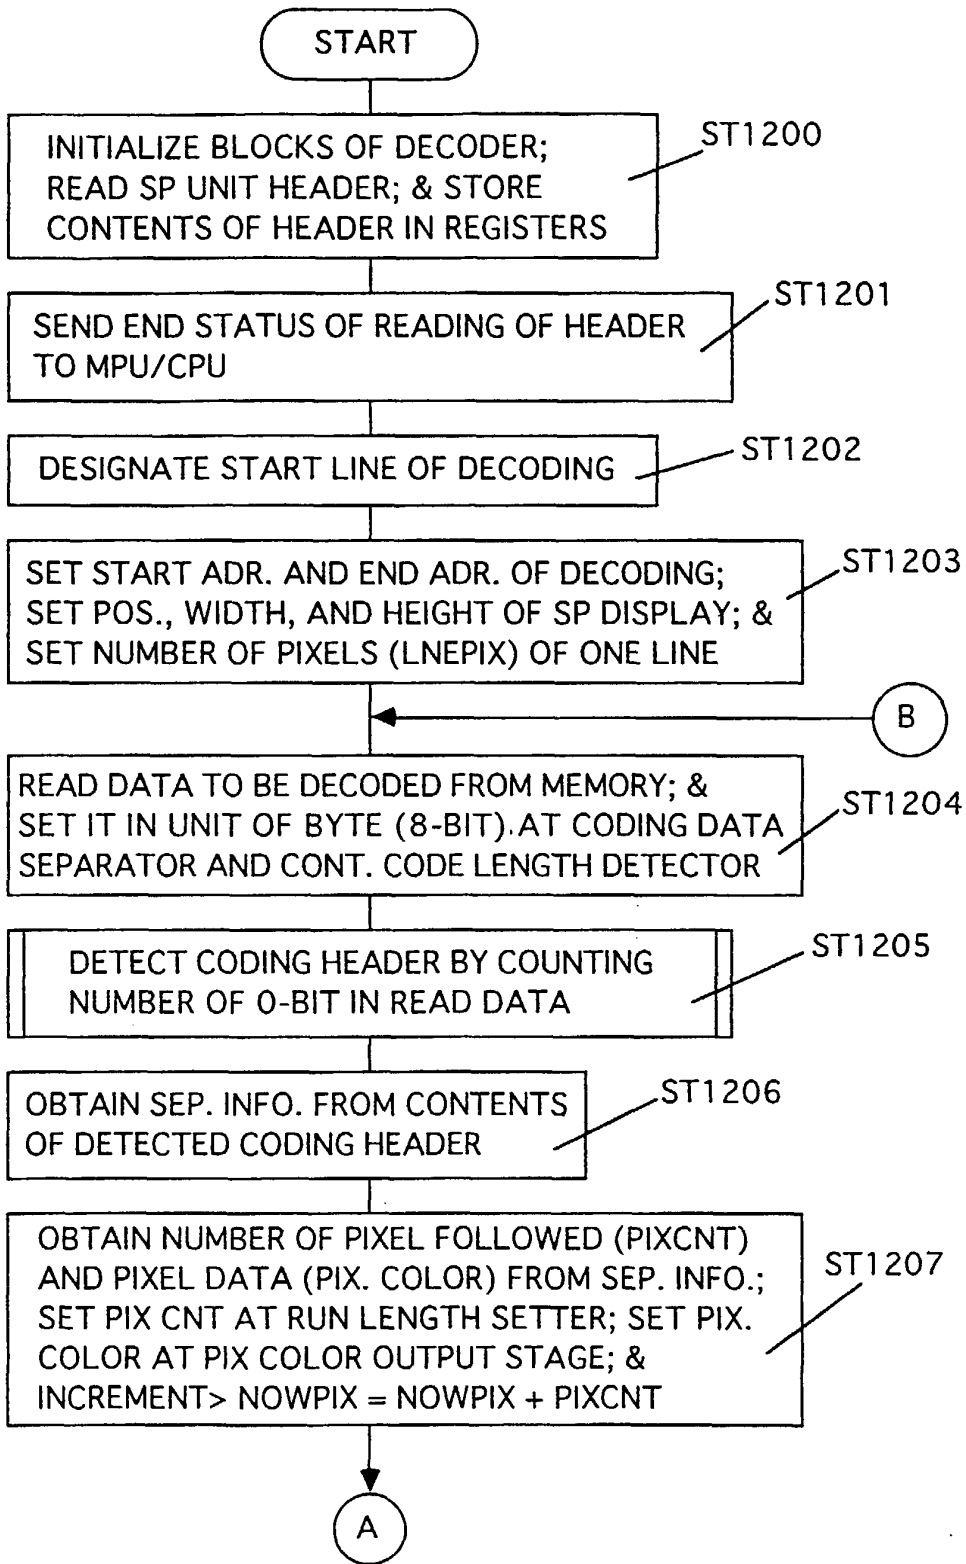 START
INITIALIZE BLOCKS OF DECODER;
READ SP UNIT HEADER; & STORE
CONTENTS OF HEADER IN REGISTERS
ST1200
SEND END STATUS OF READING OF HEADER
TO MPU/CPU
ST1201
DESIGNATE START LINE OF DECODING
ST1202
SET START ADR. AND END ADR. OF DECODING;
SET POS., WIDTH, AND HEIGHT OF SP DISPLAY; &
SET NUMBER OF PIXELS (LNEPIX) OF ONE LINE
ST1203
B
READ DATA TO BE DECODED FROM MEMORY; &
SET IT IN UNIT OF BYTE (8-BIT). AT CODING DATA
SEPARATOR AND CONT. CODE LENGTH DETECTOR
ST1204
DETECT CODING HEADER BY COUNTING
NUMBER OF 0-BIT IN READ DATA
ST1205
OBTAIN SEP. INFO. FROM CONTENTS
OF DETECTED CODING HEADER
ST1206
OBTAIN NUMBER OF PIXEL FOLLOWED (PIXCNT)
AND PIXEL DATA (PIX. COLOR) FROM SEP. INFO.;
SET PIX CNT AT RUN LENGTH SETTER; SET PIX.
COLOR AT PIX COLOR OUTPUT STAGE; &
INCREMENT> NOWPIX = NOWPIX + PIXCNT
ST1207
A